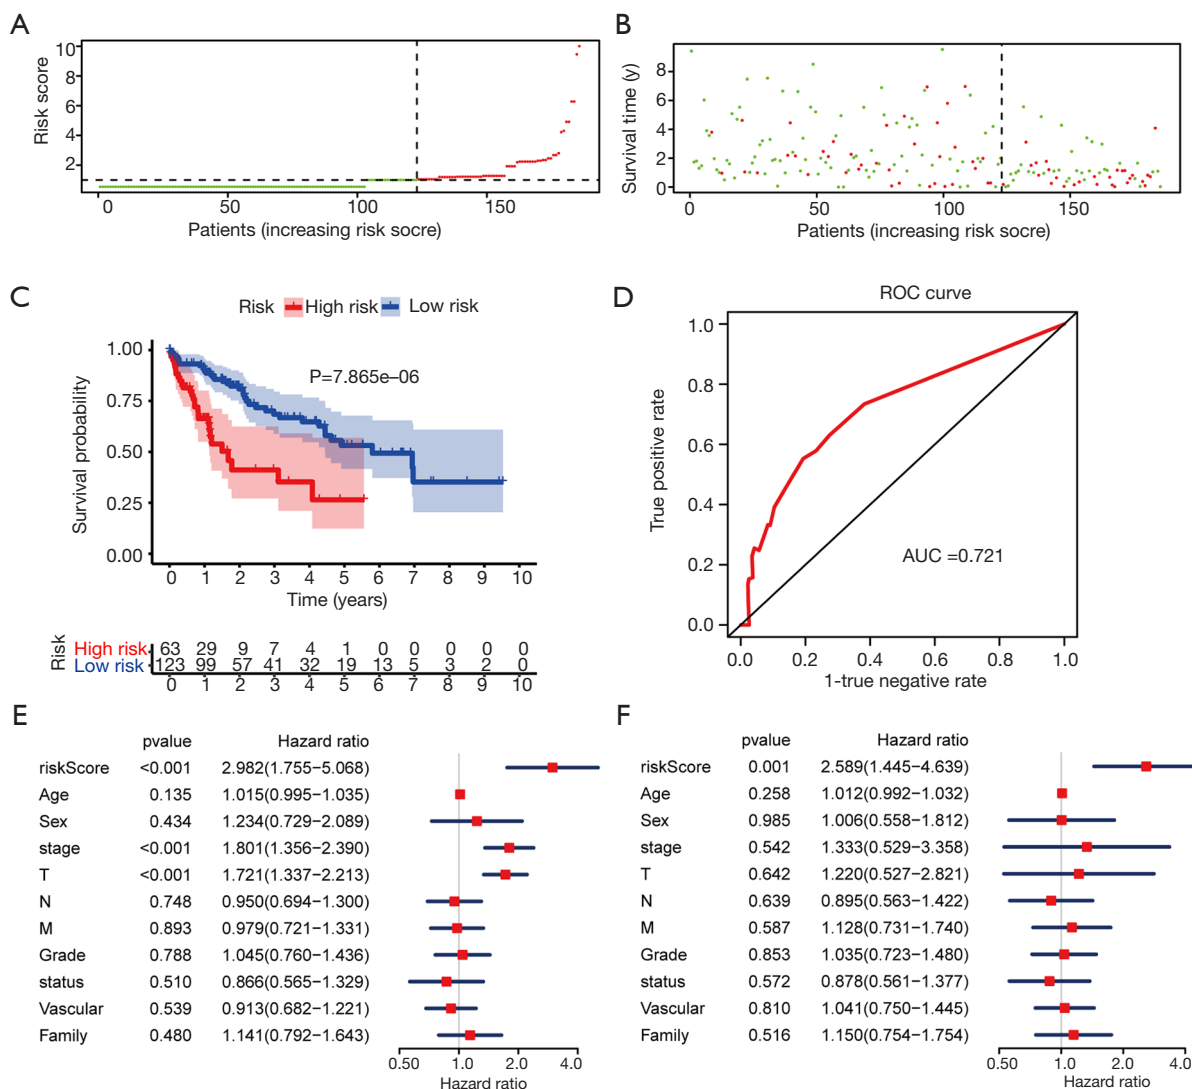 A
Risk score
10
8
6
4
2
0 50 100 150
Patients (increasing risk socre)
B
Survival time (y)
8
6
4
2
0
0 50 100 150
Patients (increasing risk socre)
C
Risk High risk Low risk
Survival probability
1.00
0.75
0.50
0.25
0.00
P=7.865e–06
0 1 2 3 4 5 6 7 8 9 10
Time (years)
Risk
High risk 63 29 9 7 4 1 0 0 0 0 0
Low risk 123 99 57 41 32 19 13 5 3 2 0
0 1 2 3 4 5 6 7 8 9 10
D
ROC curve
True positive rate
1.0
0.8
0.6
0.4
0.2
0.0
AUC =0.721
0.0 0.2 0.4 0.6 0.8 1.0
1-true negative rate
E
pvalue Hazard ratio
riskScore <0.001 2.982(1.755–5.068)
Age 0.135 1.015(0.995–1.035)
Sex 0.434 1.234(0.729–2.089)
stage <0.001 1.801(1.356–2.390)
T <0.001 1.721(1.337–2.213)
N 0.748 0.950(0.694–1.300)
M 0.893 0.979(0.721–1.331)
Grade 0.788 1.045(0.760–1.436)
status 0.510 0.866(0.565–1.329)
Vascular 0.539 0.913(0.682–1.221)
Family 0.480 1.141(0.792–1.643)
0.50 1.0 2.0 4.0
Hazard ratio
F
pvalue Hazard ratio
riskScore 0.001 2.589(1.445–4.639)
Age 0.258 1.012(0.992–1.032)
Sex 0.985 1.006(0.558–1.812)
stage 0.542 1.333(0.529–3.358)
T 0.642 1.220(0.527–2.821)
N 0.639 0.895(0.563–1.422)
M 0.587 1.128(0.731–1.740)
Grade 0.853 1.035(0.723–1.480)
status 0.572 0.878(0.561–1.377)
Vascular 0.810 1.041(0.750–1.445)
Family 0.516 1.150(0.754–1.754)
0.50 1.0 2.0 4.0
Hazard ratio